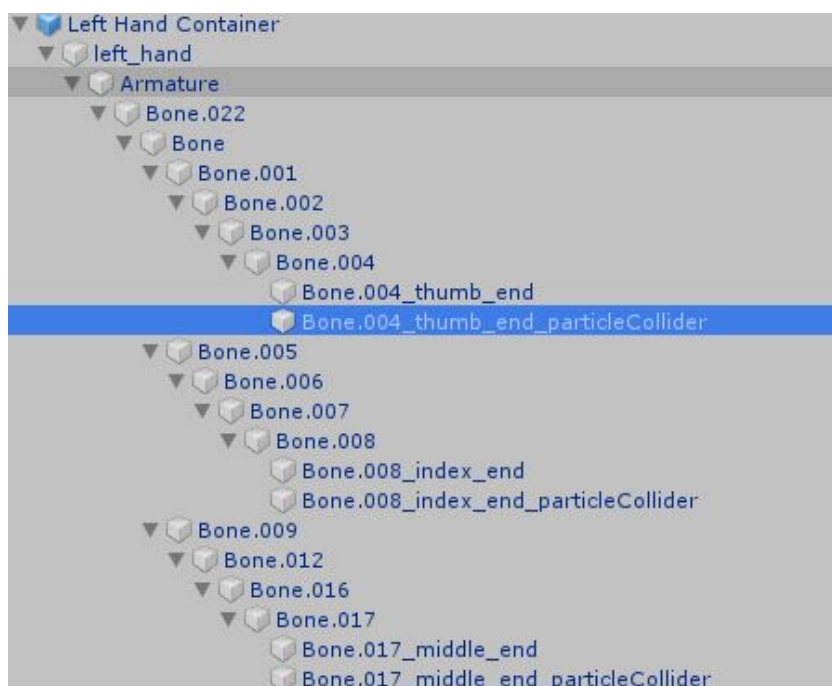 Left Hand Container
left_hand
Armature
Bone.022
Bone
Bone.001
Bone.002
Bone.003
Bone.004
Bone.004_thumb_end
Bone.004_thumb_end_particleCollider
Bone.005
Bone.006
Bone.007
Bone.008
Bone.008_index_end
Bone.008_index_end_particleCollider
Bone.009
Bone.012
Bone.016
Bone.017
Bone.017_middle_end
Bone.017_middle_end_particleCollider